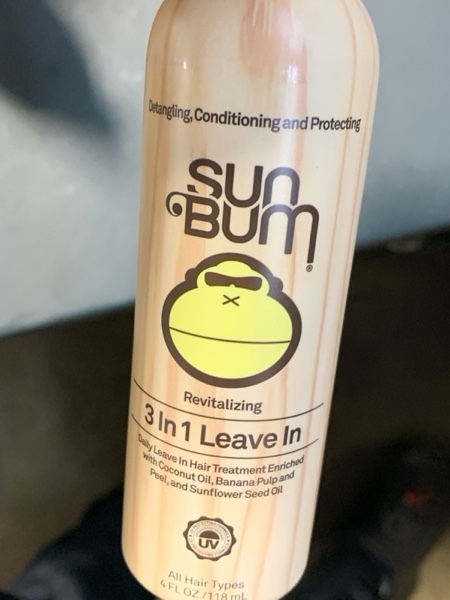 Detangling, Conditioning and Protecting
SUN
BUM®
Revitalizing
3 In 1 Leave In
Daily Leave In Hair Treatment Enriched
with Coconut Oil, Banana Pulp and
Peel, and Sunflower Seed Oil
UV
All Hair Types
4 FL OZ / 118 mL